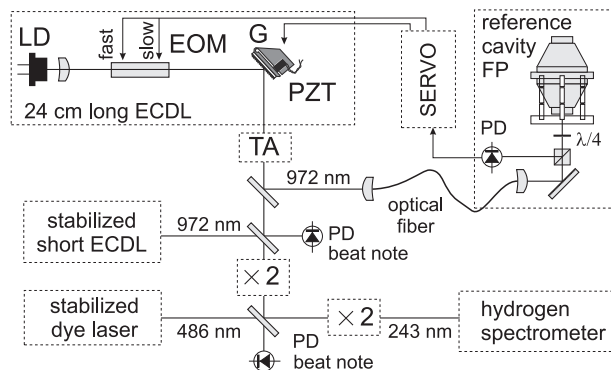 LD
fast
slow
EOM
G
PZT
24 cm long ECDL
SERVO
reference
cavity
FP
PD
λ/4
TA
972 nm
optical
fiber
stabilized
short ECDL
972 nm
PD
beat note
× 2
stabilized
dye laser
486 nm
× 2
243 nm
hydrogen
spectrometer
PD
beat note